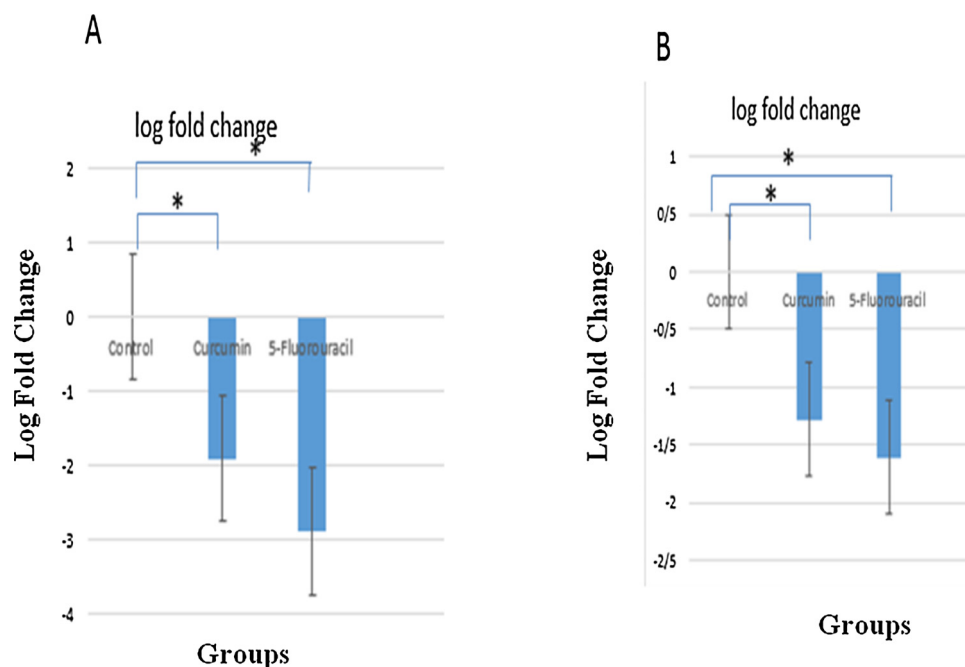 A
log fold change
*
2
*
1
0
Control Curcumin 5-Fluorouracil
-1
-2
-3
-4
Log Fold Change
Groups
B
log fold change
1
*
*
0/5
0
Control Curcumin 5-Fluorouracil
-0/5
-1
-1/5
-2
-2/5
Log Fold Change
Groups